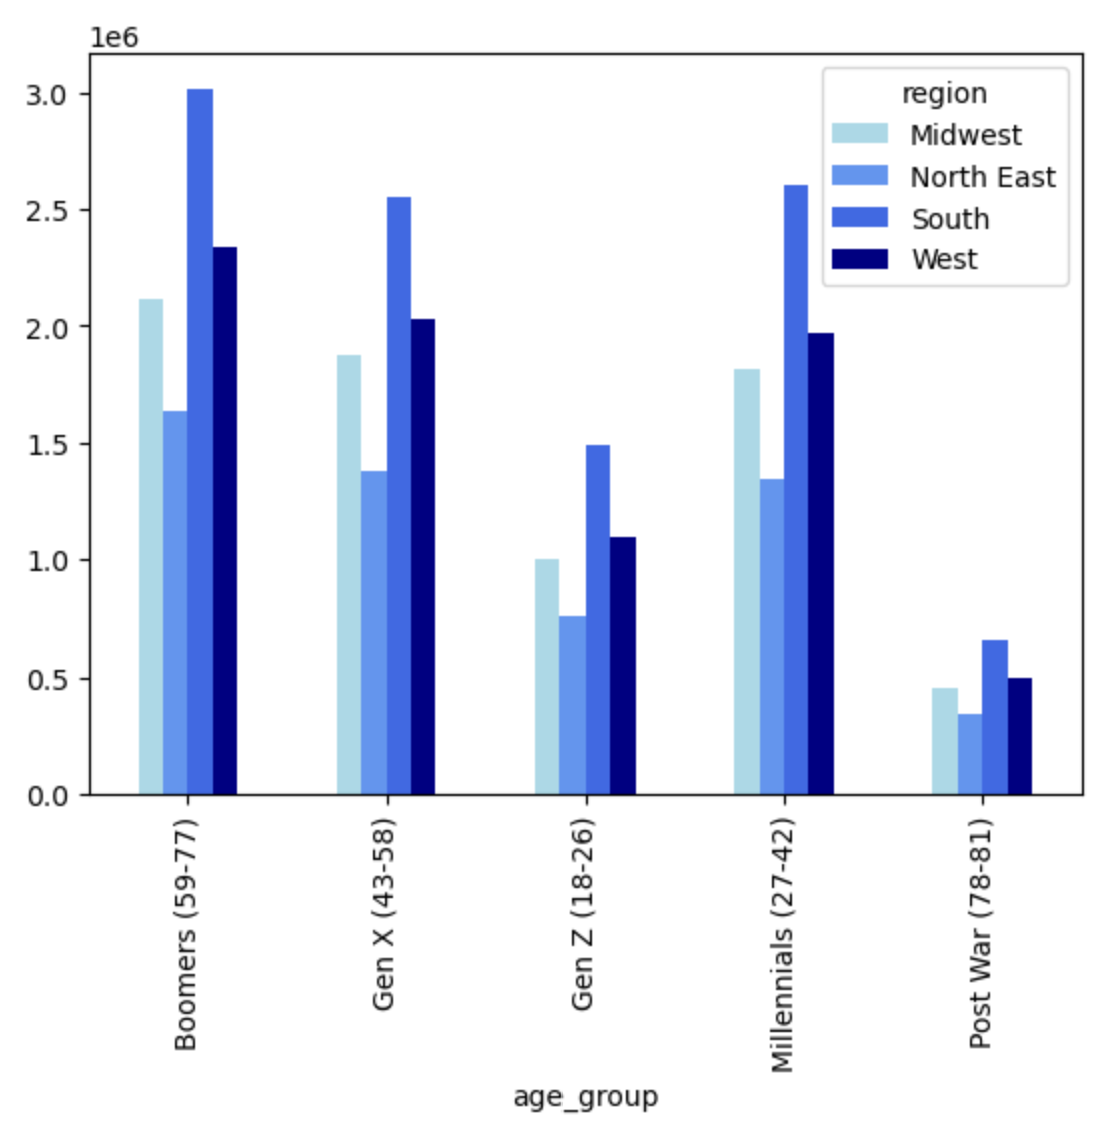 1e6
3.0
2.5
2.0
1.5
1.0
0.5
0.0
region
Midwest
North East
South
West
Boomers (59-77)
Gen X (43-58)
Gen Z (18-26)
Millennials (27-42)
Post War (78-81)
age_group